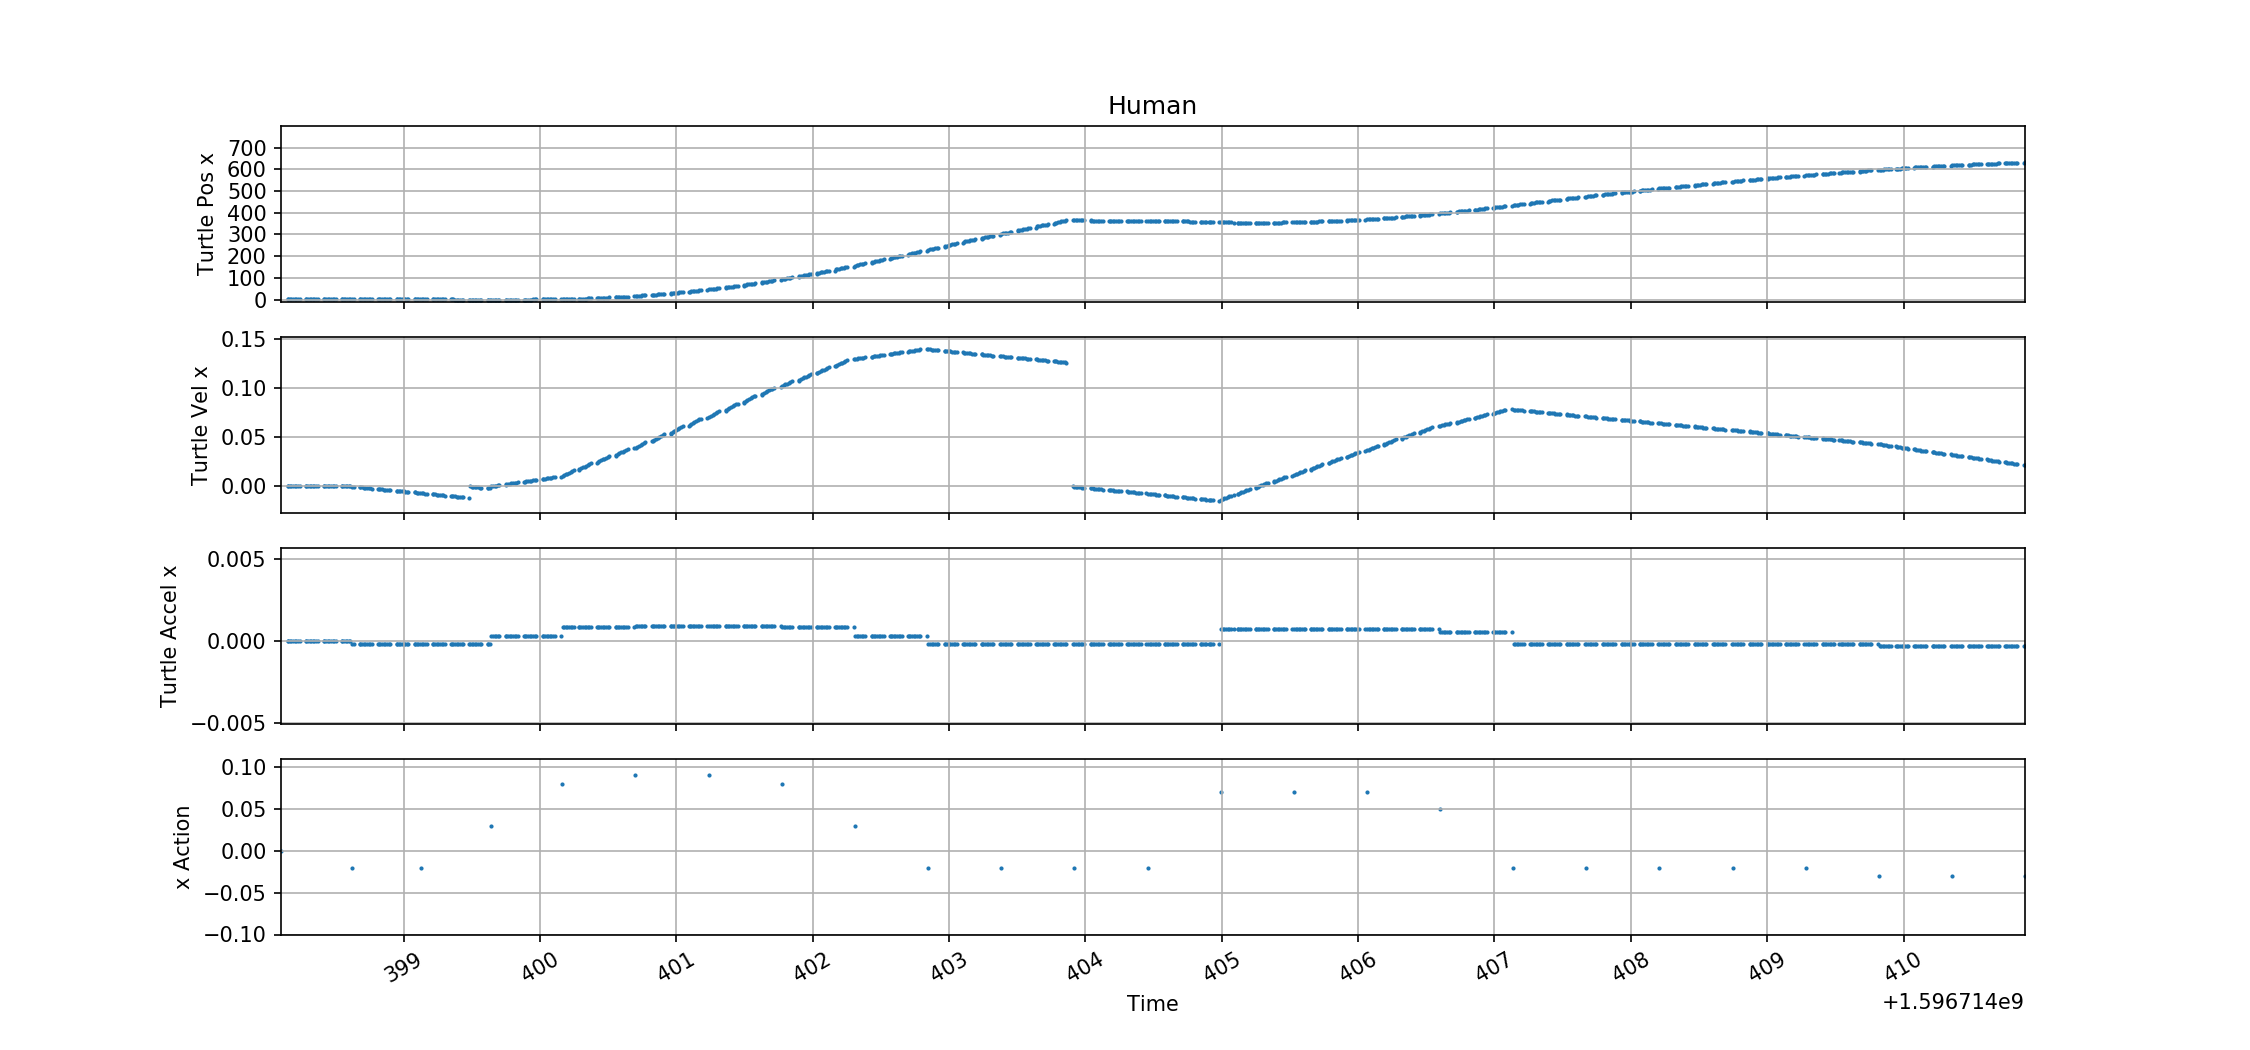 Human
Turtle Pos x
700
600
500
400
300
200
100
0
Turtle Vel x
0.15
0.10
0.05
0.00
Turtle Accel x
0.005
0.000
−0.005
x Action
0.10
0.05
0.00
−0.05
−0.10
399 400 401 402 403 404 405 406 407 408 409 410
Time
+1.596714e9